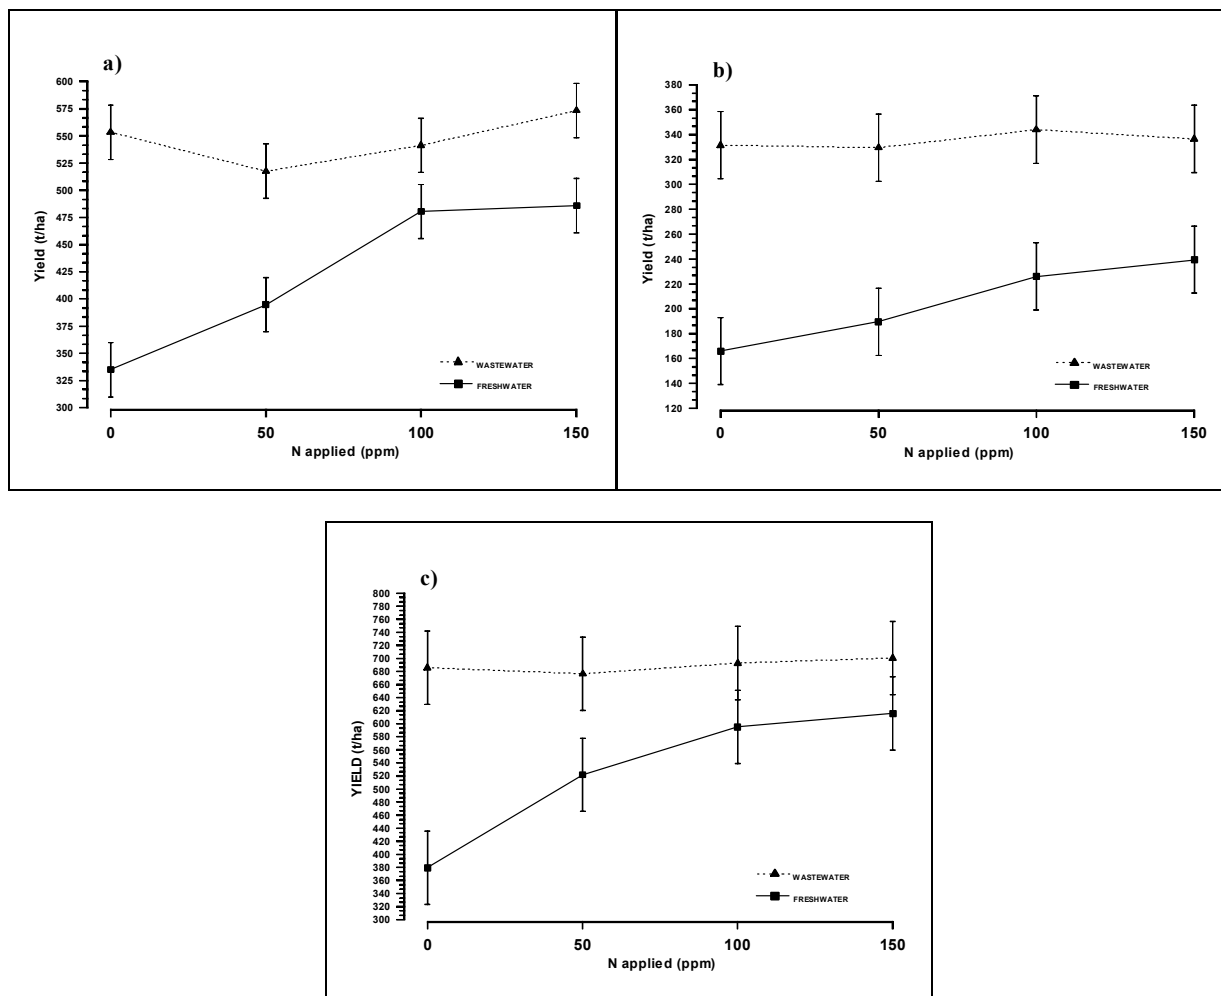 a)
600
575
550
525
500
475
450
425
400
375
350
325
300
Yield (t/ha)
WASTEWATER
FRESHWATER
0 50 100 150
N applied (ppm)
b)
380
360
340
320
300
280
260
240
220
200
180
160
140
120
Yield (t/ha)
WASTEWATER
FRESHWATER
0 50 100 150
N applied (ppm)
c)
800
780
760
740
720
700
680
660
640
620
600
580
560
540
520
500
480
460
440
420
400
380
360
340
320
300
YIELD (t/ha)
WASTEWATER
FRESHWATER
0 50 100 150
N applied (ppm)